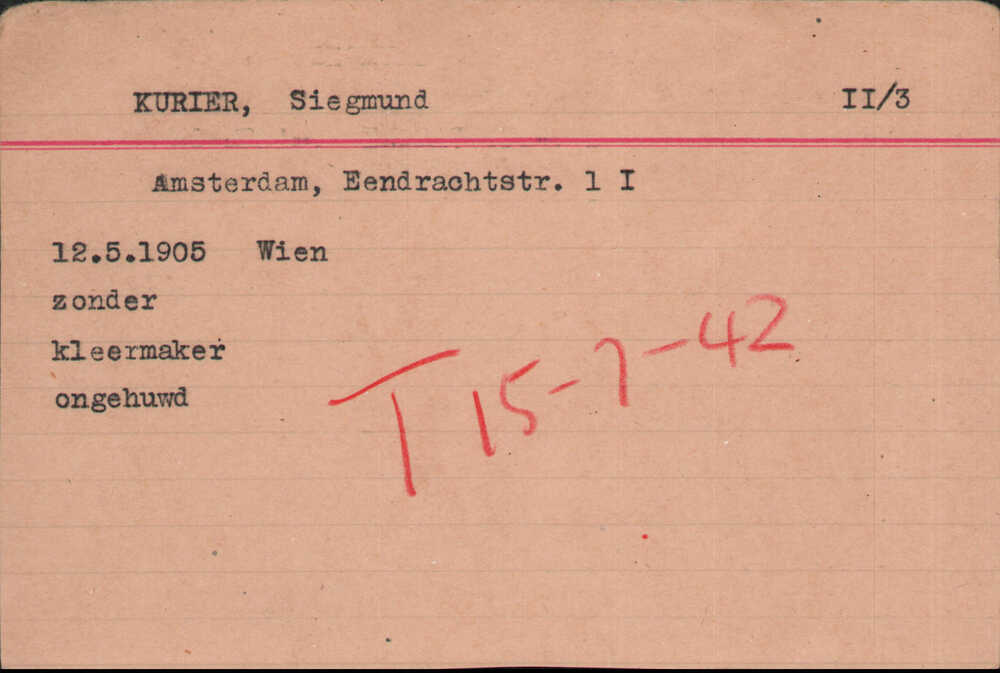 KURIER, Siegmund II/3
Amsterdam, Eendrachtstr. 1 I
12.5.1905 Wien
zonder
kleermaker
ongehuwd
T 15-7-42